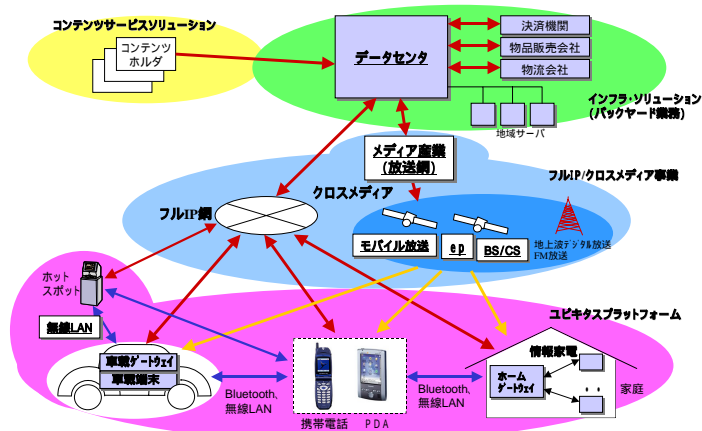 コンテンツサービスソリューション
コンテンツ
ホルダ
データセンタ
決済機関
物品販売会社
物流会社
地域サーバ
インフラ・ソリューション
(バックヤード業務)
メディア産業
(放送網)
クロスメディア
フルIP/クロスメディア事業
フルIP網
モバイル放送
ep
BS/CS
地上波デジタル放送
FM放送
ホット
スポット
無線LAN
ユビキタスプラットフォーム
車載ゲートウェイ
車載端末
Bluetooth、
無線LAN
携帯電話
PDA
Bluetooth、
無線LAN
情報家電
ホーム
ゲートウェイ
家庭